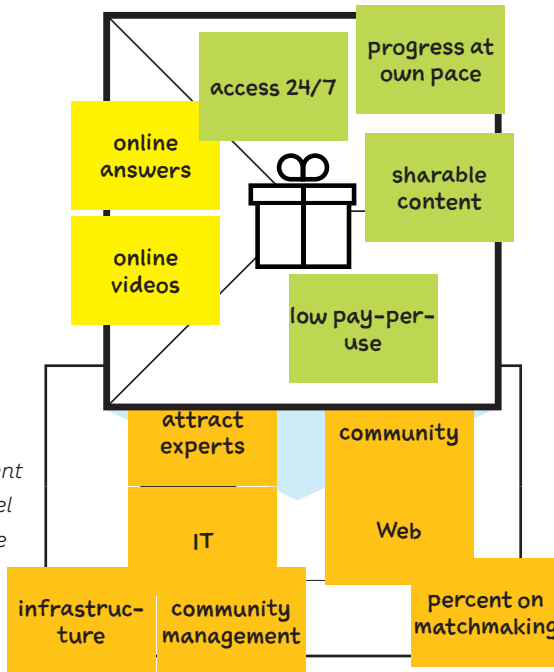 progress at
own pace
access 24/7
online
answers
sharable
content
online
videos
low pay-per-
use
attract
experts
community
IT
Web
infrastruc-
ture
community
management
percent on
matchmaking